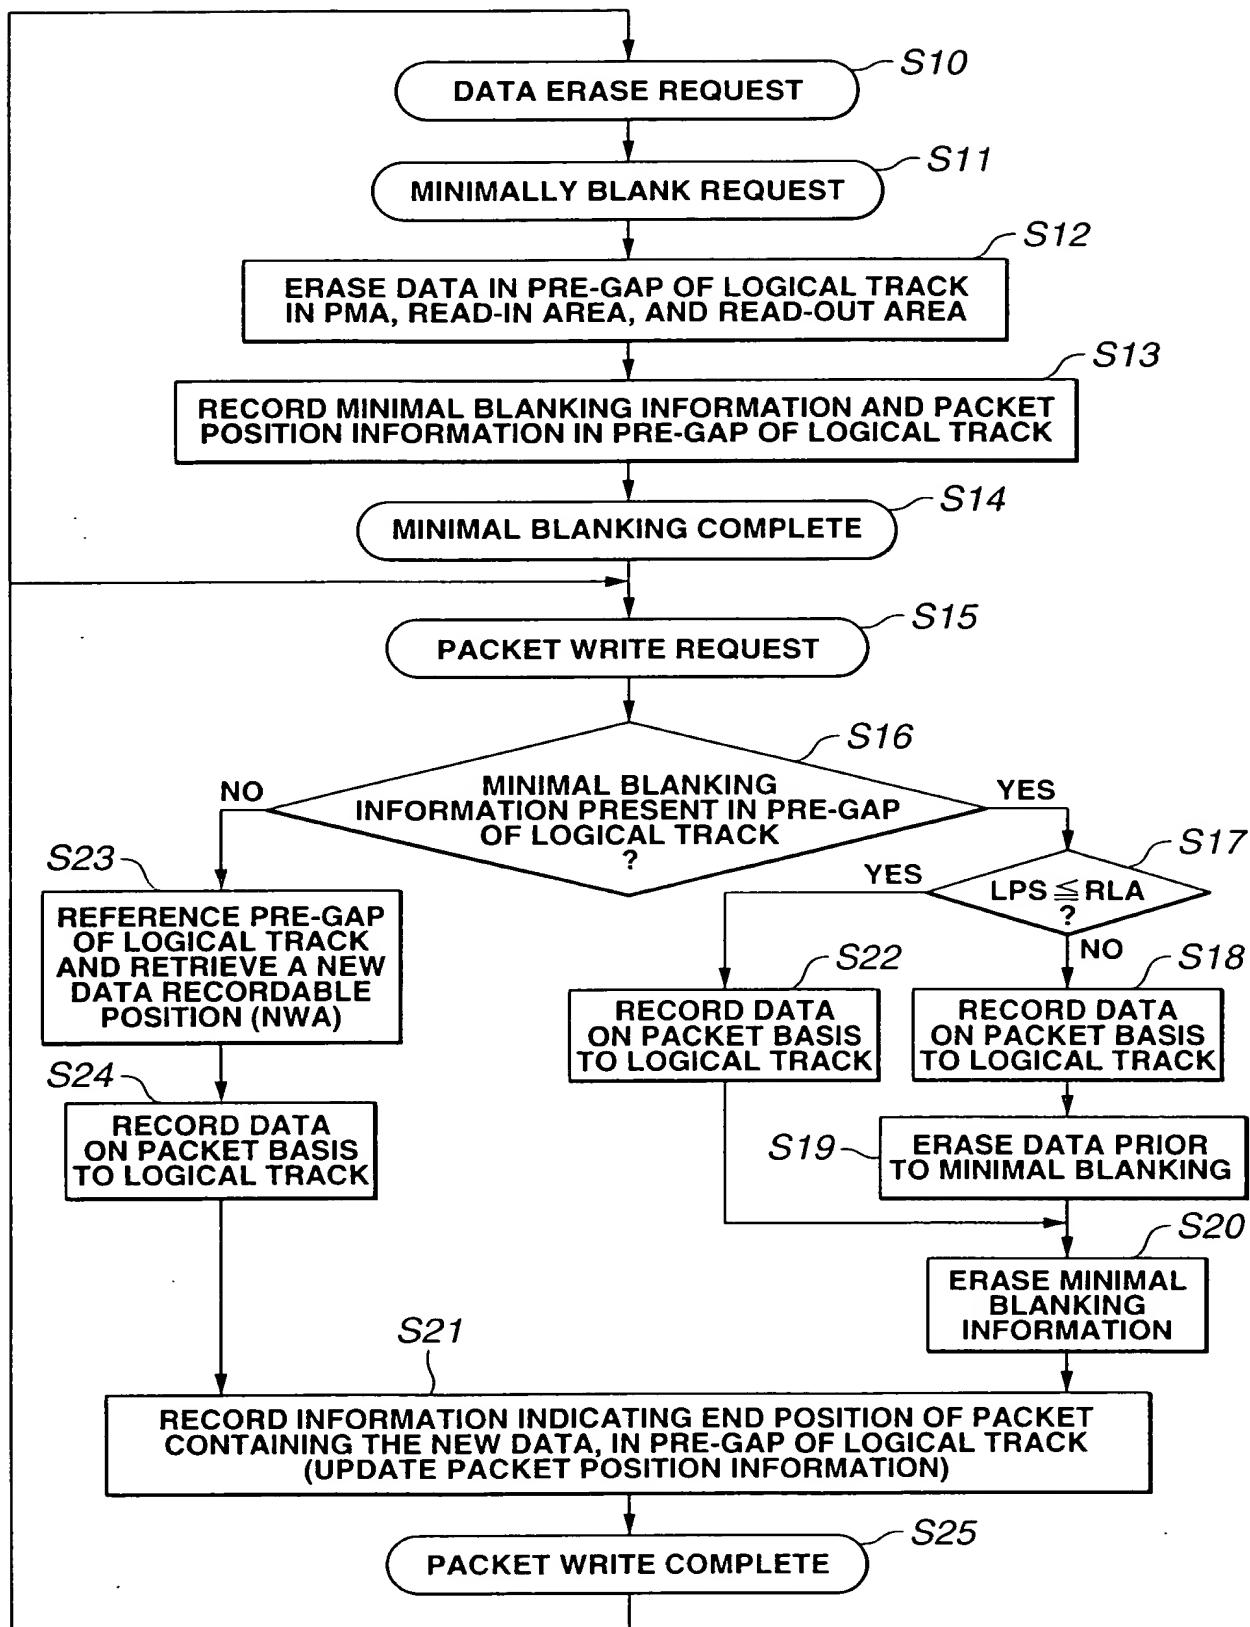 S10
DATA ERASE REQUEST
S11
MINIMALLY BLANK REQUEST
S12
ERASE DATA IN PRE-GAP OF LOGICAL TRACK
IN PMA, READ-IN AREA, AND READ-OUT AREA
S13
RECORD MINIMAL BLANKING INFORMATION AND PACKET
POSITION INFORMATION IN PRE-GAP OF LOGICAL TRACK
S14
MINIMAL BLANKING COMPLETE
S15
PACKET WRITE REQUEST
S16
MINIMAL BLANKING
INFORMATION PRESENT IN PRE-GAP
OF LOGICAL TRACK
?
NO
YES
S17
LPS ≦ RLA
?
YES
NO
S23
REFERENCE PRE-GAP
OF LOGICAL TRACK
AND RETRIEVE A NEW
DATA RECORDABLE
POSITION (NWA)
S22
RECORD DATA
ON PACKET BASIS
TO LOGICAL TRACK
S18
RECORD DATA
ON PACKET BASIS
TO LOGICAL TRACK
S24
RECORD DATA
ON PACKET BASIS
TO LOGICAL TRACK
S19
ERASE DATA PRIOR
TO MINIMAL BLANKING
S20
ERASE MINIMAL
BLANKING
INFORMATION
S21
RECORD INFORMATION INDICATING END POSITION OF PACKET
CONTAINING THE NEW DATA, IN PRE-GAP OF LOGICAL TRACK
(UPDATE PACKET POSITION INFORMATION)
S25
PACKET WRITE COMPLETE